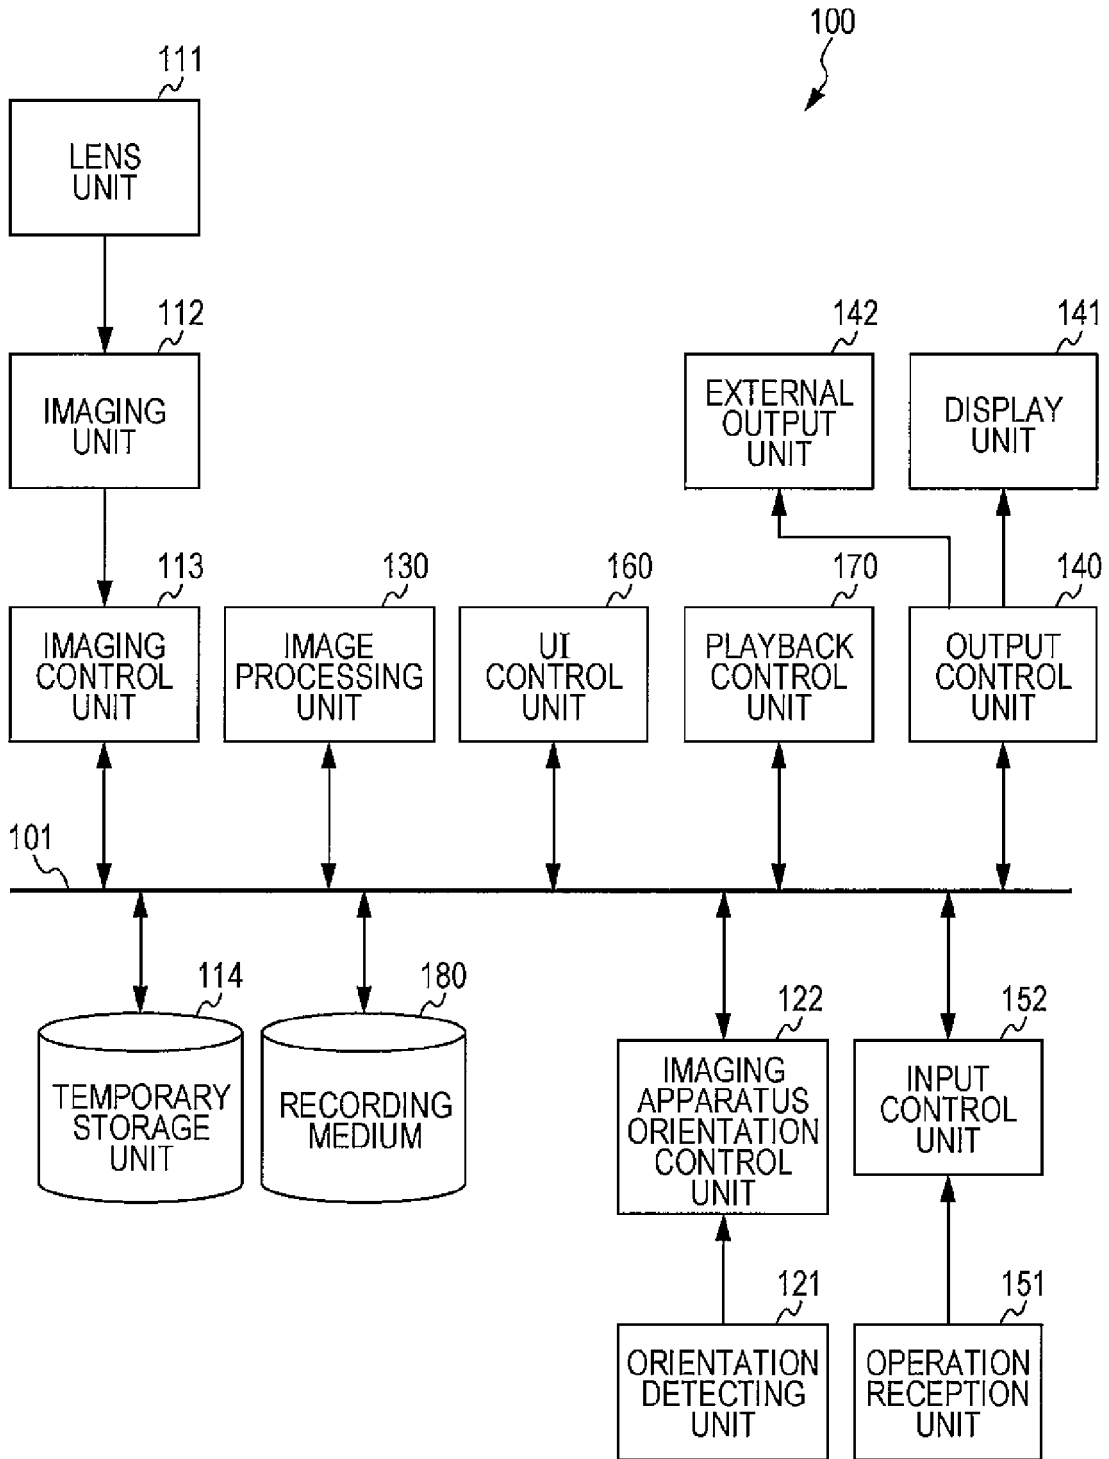 100
111
LENS
UNIT
112
IMAGING
UNIT
142
EXTERNAL
OUTPUT
UNIT
141
DISPLAY
UNIT
113
IMAGING
CONTROL
UNIT
130
IMAGE
PROCESSING
UNIT
160
UI
CONTROL
UNIT
170
PLAYBACK
CONTROL
UNIT
140
OUTPUT
CONTROL
UNIT
101
114
TEMPORARY
STORAGE
UNIT
180
RECORDING
MEDIUM
122
IMAGING
APPARATUS
ORIENTATION
CONTROL
UNIT
152
INPUT
CONTROL
UNIT
121
ORIENTATION
DETECTING
UNIT
151
OPERATION
RECEPTION
UNIT